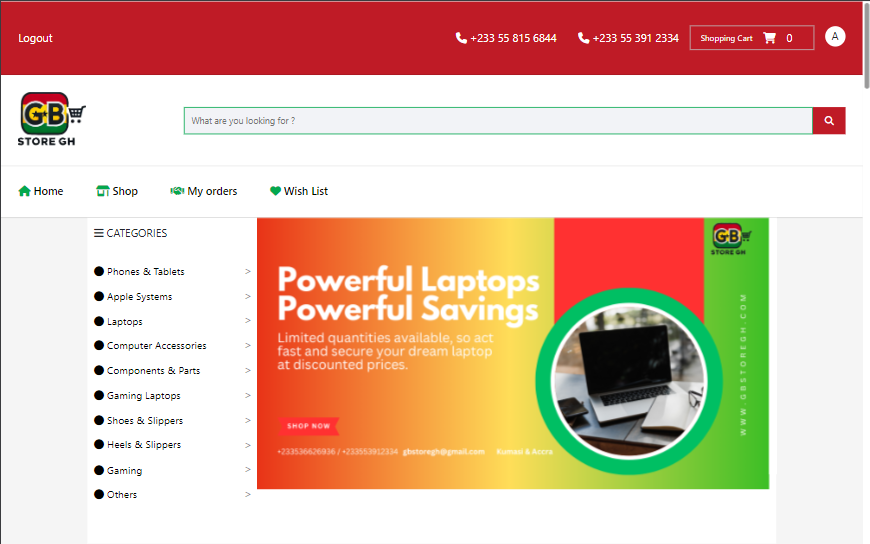 Logout
+233 55 815 6844
+233 55 391 2334
Shopping Cart 0
A
GB
STORE GH
What are you looking for ?
Home
Shop
My orders
Wish List
CATEGORIES
Phones & Tablets >
Apple Systems >
Laptops >
Computer Accessories >
Components & Parts >
Gaming Laptops >
Shoes & Slippers >
Heels & Slippers >
Gaming >
Others >
GB
STORE GH
Powerful Laptops
Powerful Savings
Limited quantities available, so act
fast and secure your dream laptop
at discounted prices.
SHOP NOW
+233536626936 / +233553912334 gbstoregh@gmail.com Kumasi & Accra
WWW.GBSTOREGH.COM